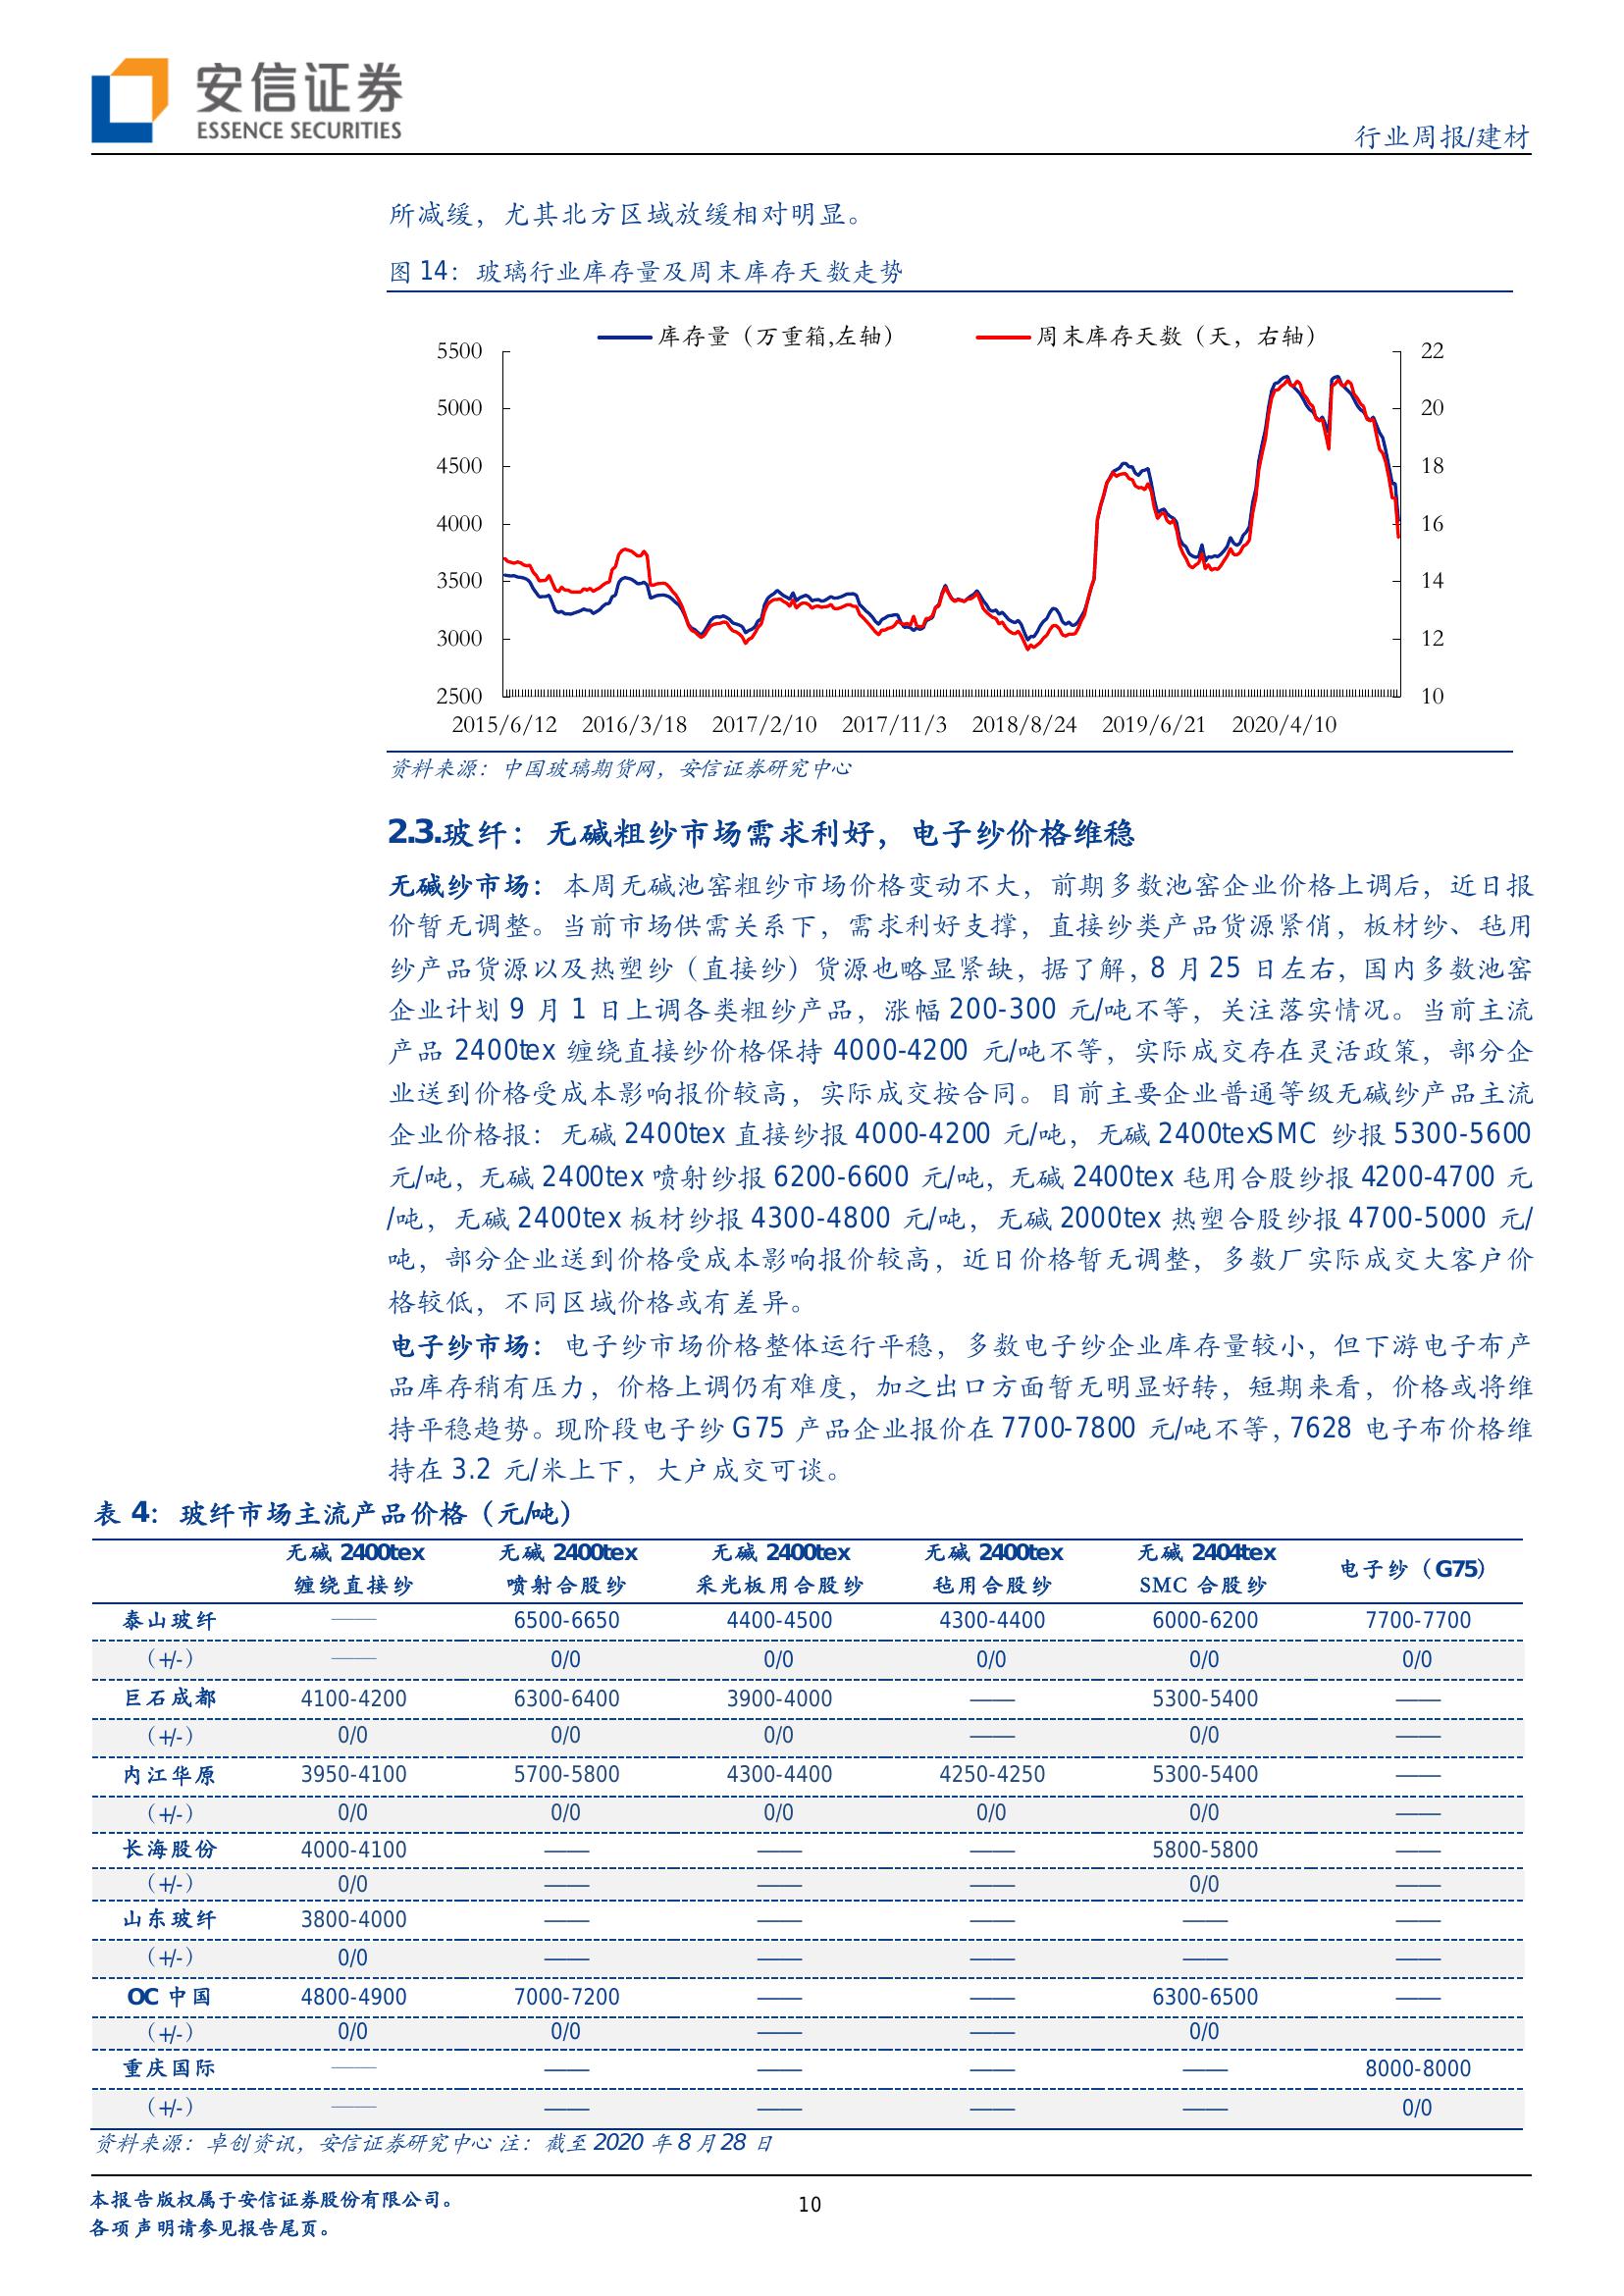 安信证券
ESSENCE SECURITIES
行业周报/建材
所减缓，尤其北方区域放缓相对明显。
图 14：玻璃行业库存量及周末库存天数走势
库存量（万重箱,左轴） 周末库存天数（天，右轴）
5500 22
5000 20
4500 18
4000 16
3500 14
3000 12
2500 10
2015/6/12 2016/3/18 2017/2/10 2017/11/3 2018/8/24 2019/6/21 2020/4/10
资料来源：中国玻璃期货网，安信证券研究中心
2.3.玻纤：无碱粗纱市场需求利好，电子纱价格维稳
无碱纱市场：本周无碱池窑粗纱市场价格变动不大，前期多数池窑企业价格上调后，近日报
价暂无调整。当前市场供需关系下，需求利好支撑，直接纱类产品货源紧俏，板材纱、毡用
纱产品货源以及热塑纱（直接纱）货源也略显紧缺，据了解，8 月 25 日左右，国内多数池窑
企业计划 9 月 1 日上调各类粗纱产品，涨幅 200-300 元/吨不等，关注落实情况。当前主流
产品 2400tex 缠绕直接纱价格保持 4000-4200 元/吨不等，实际成交存在灵活政策，部分企
业送到价格受成本影响报价较高，实际成交按合同。目前主要企业普通等级无碱纱产品主流
企业价格报：无碱 2400tex 直接纱报 4000-4200 元/吨，无碱 2400texSMC 纱报 5300-5600
元/吨，无碱 2400tex 喷射纱报 6200-6600 元/吨，无碱 2400tex 毡用合股纱报 4200-4700 元
/吨，无碱 2400tex 板材纱报 4300-4800 元/吨，无碱 2000tex 热塑合股纱报 4700-5000 元/
吨，部分企业送到价格受成本影响报价较高，近日价格暂无调整，多数厂实际成交大客户价
格较低，不同区域价格或有差异。
电子纱市场：电子纱市场价格整体运行平稳，多数电子纱企业库存量较小，但下游电子布产
品库存稍有压力，价格上调仍有难度，加之出口方面暂无明显好转，短期来看，价格或将维
持平稳趋势。现阶段电子纱 G75 产品企业报价在 7700-7800 元/吨不等，7628 电子布价格维
持在 3.2 元/米上下，大户成交可谈。
表 4：玻纤市场主流产品价格（元/吨）
无碱 2400tex 无碱 2400tex 无碱 2400tex 无碱 2400tex 无碱 2404tex 电子纱（G75）
缠绕直接纱 喷射合股纱 采光板用合股纱 毡用合股纱 SMC 合股纱
泰山玻纤 —— 6500-6650 4400-4500 4300-4400 6000-6200 7700-7700
（+/-） —— 0/0 0/0 0/0 0/0 0/0
巨石成都 4100-4200 6300-6400 3900-4000 —— 5300-5400 ——
（+/-） 0/0 0/0 0/0 —— 0/0 ——
内江华原 3950-4100 5700-5800 4300-4400 4250-4250 5300-5400 ——
（+/-） 0/0 0/0 0/0 0/0 0/0 ——
长海股份 4000-4100 —— —— —— 5800-5800 ——
（+/-） 0/0 —— —— —— 0/0 ——
山东玻纤 3800-4000 —— —— —— —— ——
（+/-） 0/0 —— —— —— —— ——
OC 中国 4800-4900 7000-7200 —— —— 6300-6500 ——
（+/-） 0/0 0/0 —— —— 0/0
重庆国际 —— —— —— —— —— 8000-8000
（+/-） —— —— —— —— —— 0/0
资料来源：卓创资讯，安信证券研究中心 注：截至 2020 年 8 月 28 日
本报告版权属于安信证券股份有限公司。
各项声明请参见报告尾页。
10